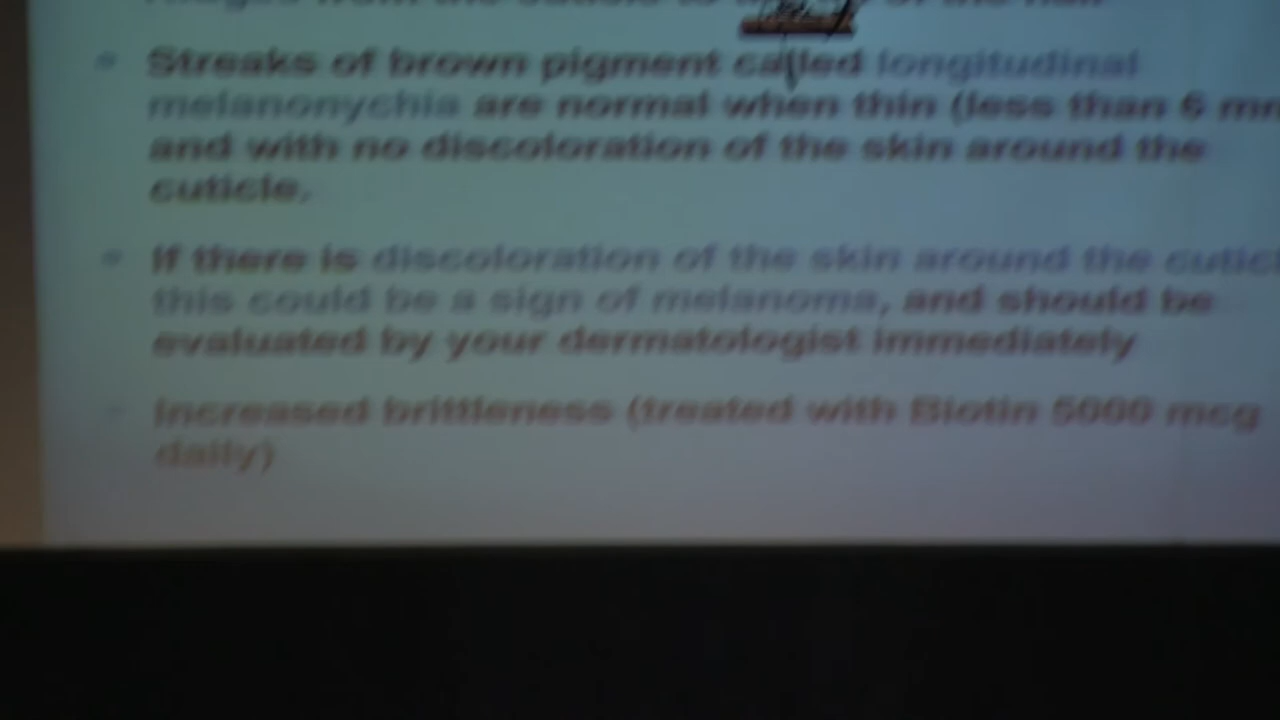 Streaks of brown pigment called longitudinal
melanonychia are normal when thin (less than 6
and with no discoloration of the skin around the
cuticle.
If there is discoloration of the skin around the
this could be a sign of melanoma, and should be
evaluated by your dermatologist immediately
Increased brittleness (treated with Biotin 5000 mcg
daily)